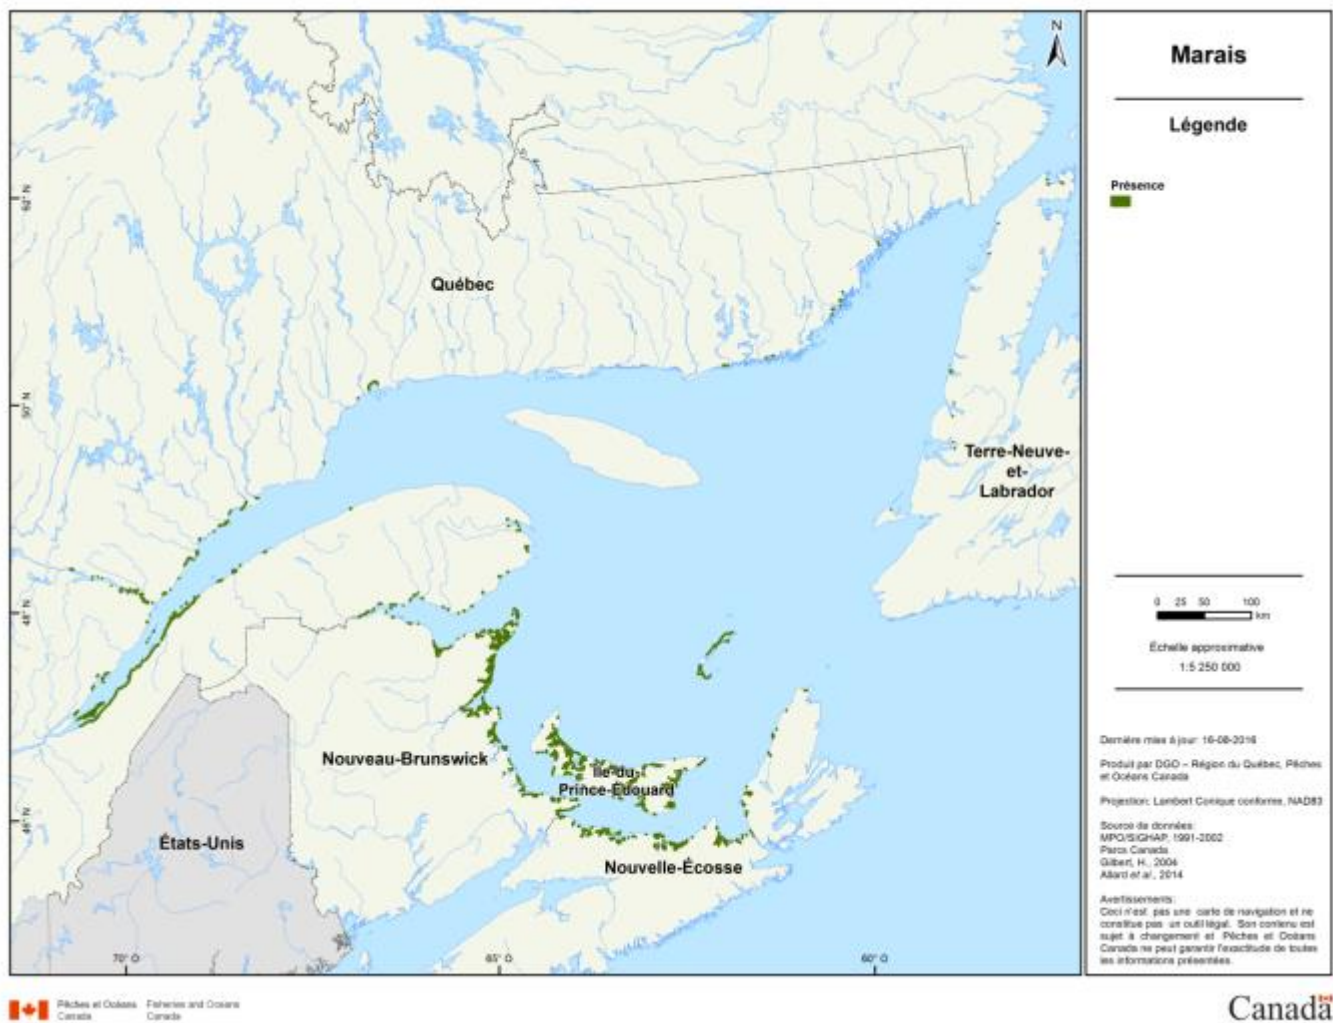 N
Marais
Légende
Présence
52° N
Québec
50° N
Terre-Neuve-
et-
Labrador
48° N
0 25 50 100
km
Échelle approximative
1:5 250 000
Nouveau-Brunswick
Île-du-
Prince-Édouard
46° N
États-Unis
Nouvelle-Écosse
Dernière mise à jour: 16-08-2016
Produit par DGO – Région du Québec, Pêches
et Océans Canada
Projection: Lambert Conique conforme, NAD83
Source de données:
MPO/SIGHAP, 1991-2002
Parcs Canada
Gilbert, H., 2004
Allard et al., 2014
Avertissements:
Ceci n'est pas une carte de navigation et ne
constitue pas un outil légal. Son contenu est
sujet à changement et Pêches et Océans
Canada ne peut garantir l'exactitude de toutes
les informations présentées.
70° O
65° O
60° O
Pêches et Océans Fisheries and Oceans
Canada Canada
Canada